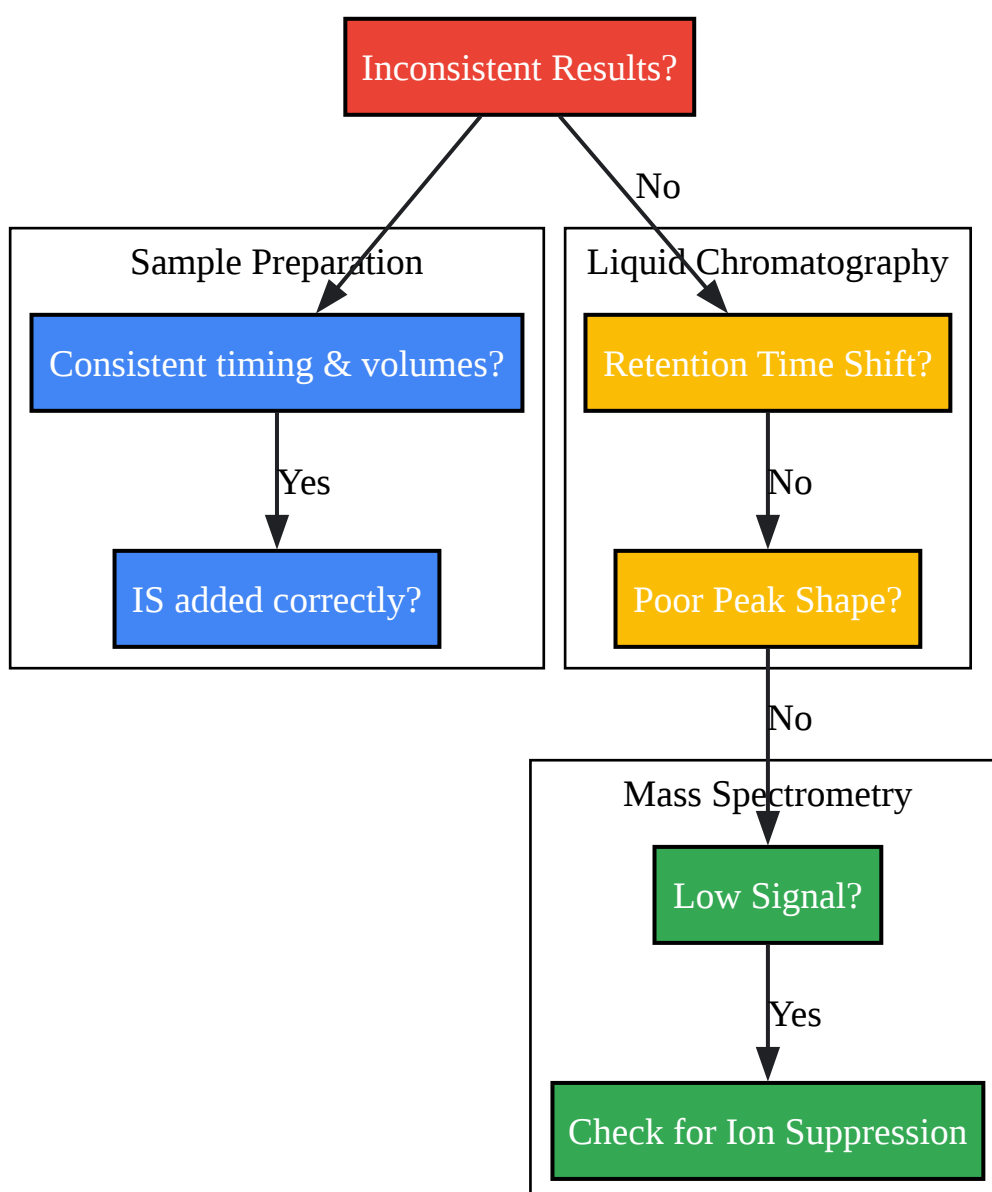 Inconsistent Results?
No
Sample Preparation
Liquid Chromatography
Consistent timing & volumes?
Retention Time Shift?
Yes
No
IS added correctly?
Poor Peak Shape?
No
Mass Spectrometry
Low Signal?
Yes
Check for Ion Suppression